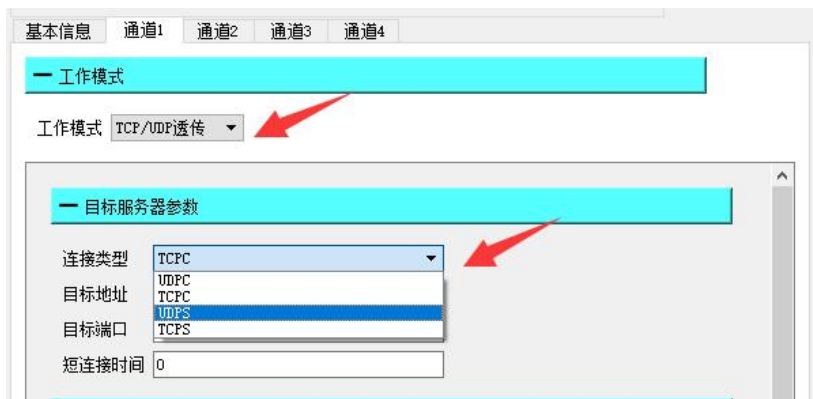 基本信息 通道1 通道2 通道3 通道4
工作模式
工作模式 TCP/UDP透传
目标服务器参数
连接类型 TCPC
UDPC
目标地址 TCPC
UDPS
目标端口 TCPS
短连接时间 0